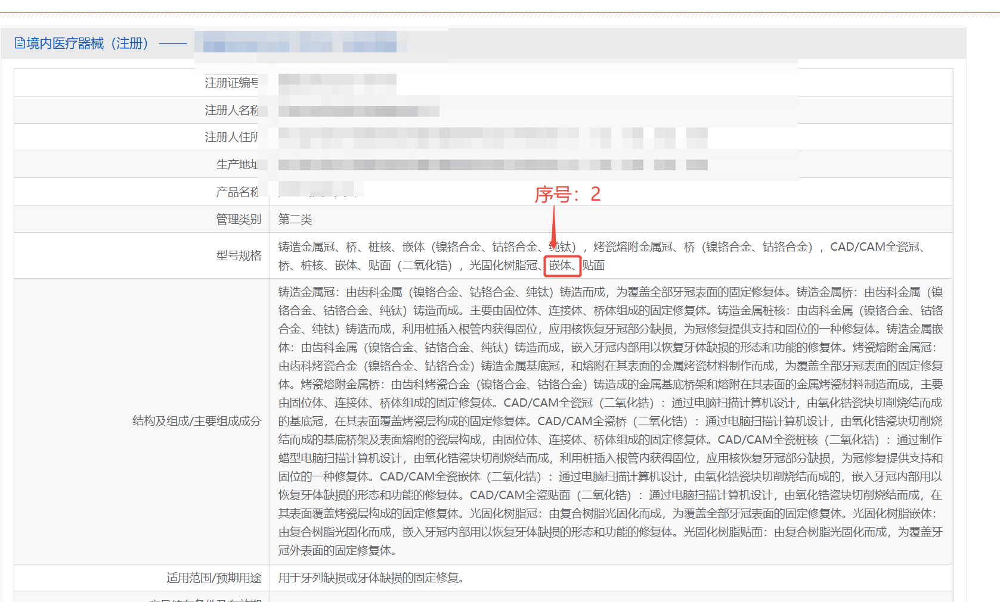 境内医疗器械（注册） ——
注册证编号
注册人名称
注册人住所
生产地址
产品名称
序号：2
管理类别 第二类
型号规格
铸造金属冠、桥、桩核、嵌体（镍铬合金、钴铬合金、纯钛），烤瓷熔附金属冠、桥（镍铬合金、钴铬合金），CAD/CAM全瓷冠、
桥、桩核、嵌体、贴面（二氧化锆），光固化树脂冠、嵌体、贴面
结构及组成/主要组成成分
铸造金属冠：由齿科金属（镍铬合金、钴铬合金、纯钛）铸造而成，为覆盖全部牙冠表面的固定修复体。铸造金属桥：由齿科金属（镍
铬合金、钴铬合金、纯钛）铸造而成。主要由固位体、连接体、桥体组成的固定修复体。铸造金属桩核：由齿科金属（镍铬合金、钴铬
合金、纯钛）铸造而成，利用桩插入根管内获得固位，应用核恢复牙冠部分缺损，为冠修复提供支持和固位的一种修复体。铸造金属嵌
体：由齿科金属（镍铬合金、钴铬合金、纯钛）铸造而成，嵌入牙冠内部用以恢复牙体缺损的形态和功能的修复体。烤瓷熔附金属冠：
由齿科烤瓷合金（镍铬合金、钴铬合金）铸造金属基底冠，和熔附在其表面的金属烤瓷材料制作而成，为覆盖全部牙冠表面的固定修复
体。烤瓷熔附金属桥：由齿科烤瓷合金（镍铬合金、钴铬合金）铸造成的金属基底桥架和熔附在其表面的金属烤瓷材料制造而成，主要
由固位体、连接体、桥体组成的固定修复体。CAD/CAM全瓷冠（二氧化锆）：通过电脑扫描计算机设计，由氧化锆瓷块切削烧结而成
的基底冠，在其表面覆盖烤瓷层构成的固定修复体。CAD/CAM全瓷桥（二氧化锆）：通过电脑扫描计算机设计，由氧化锆瓷块切削烧
结而成的基底桥架及表面熔附的瓷层构成，由固位体、连接体、桥体组成的固定修复体。CAD/CAM全瓷桩核（二氧化锆）：通过制作
蜡型电脑扫描计算机设计，由氧化锆瓷块切削烧结而成，利用桩插入根管内获得固位，应用核恢复牙冠部分缺损，为冠修复提供支持和
固位的一种修复体。CAD/CAM全瓷嵌体（二氧化锆）：通过电脑扫描计算机设计，由氧化锆瓷块切削烧结而成的，嵌入牙冠内部用以
恢复牙体缺损的形态和功能的修复体。CAD/CAM全瓷贴面（二氧化锆）：通过电脑扫描计算机设计，由氧化锆瓷块切削烧结而成，在
其表面覆盖烤瓷层构成的固定修复体。光固化树脂冠：由复合树脂光固化而成，为覆盖全部牙冠表面的固定修复体。光固化树脂嵌体：
由复合树脂光固化而成，嵌入牙冠内部用以恢复牙体缺损的形态和功能的修复体。光固化树脂贴面：由复合树脂光固化而成，为覆盖牙
冠外表面的固定修复体。
适用范围/预期用途 用于牙列缺损或牙体缺损的固定修复。